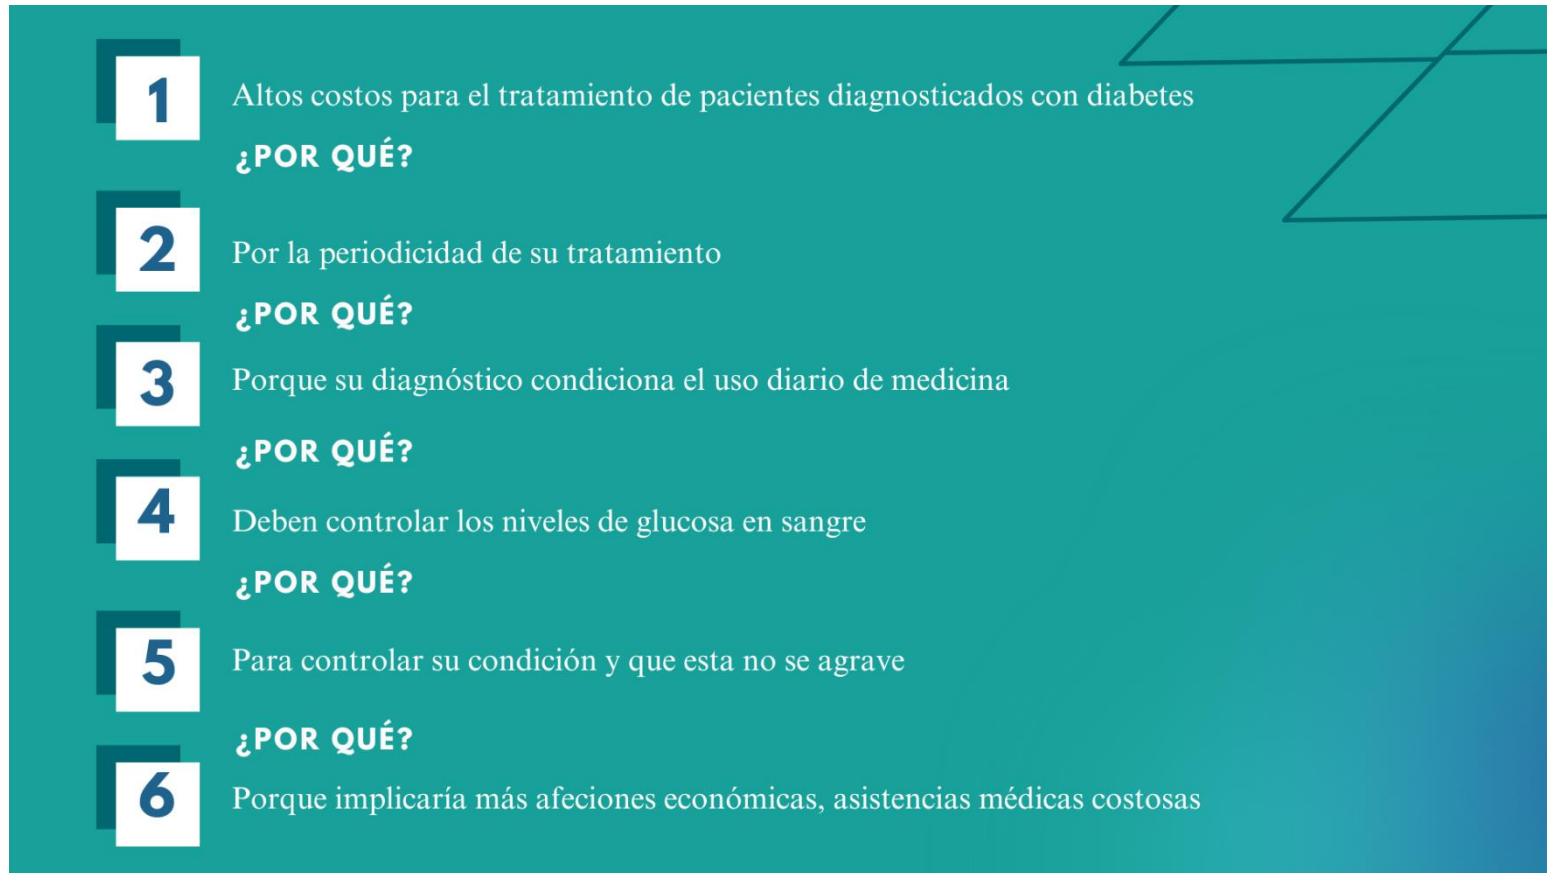 1
Altos costos para el tratamiento de pacientes diagnosticados con diabetes
¿POR QUÉ?
2
Por la periodicidad de su tratamiento
¿POR QUÉ?
3
Porque su diagnóstico condiciona el uso diario de medicina
¿POR QUÉ?
4
Deben controlar los niveles de glucosa en sangre
¿POR QUÉ?
5
Para controlar su condición y que esta no se agrave
¿POR QUÉ?
6
Porque implicaría más afeciones económicas, asistencias médicas costosas